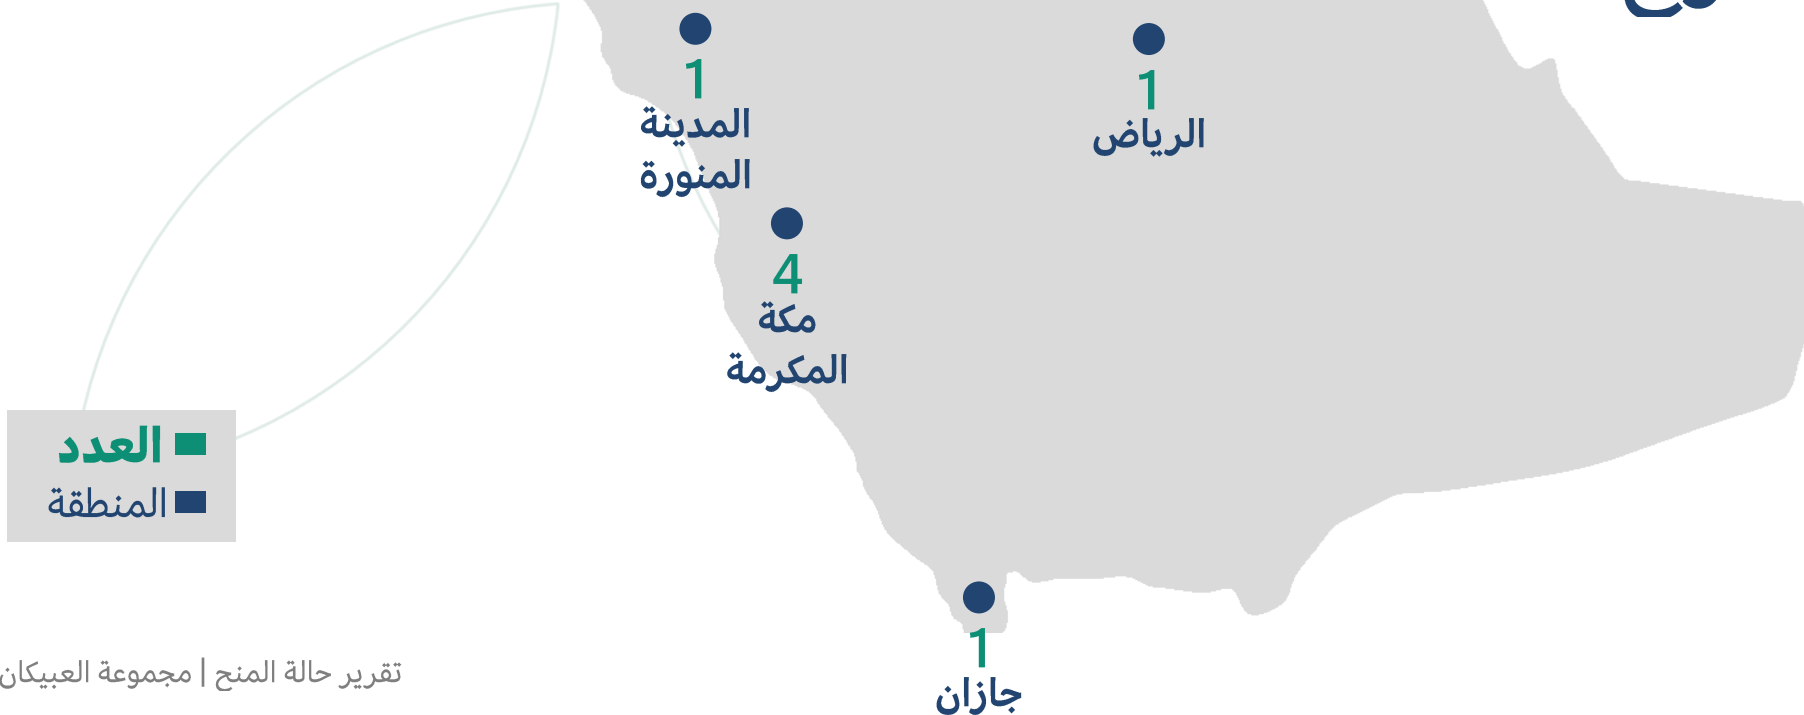 1
الرياض
1
المدينة
المنورة
4
مكة
المكرمة
العدد
المنطقة
1
جازان
تقرير حالة المنح | مجموعة العبيكان